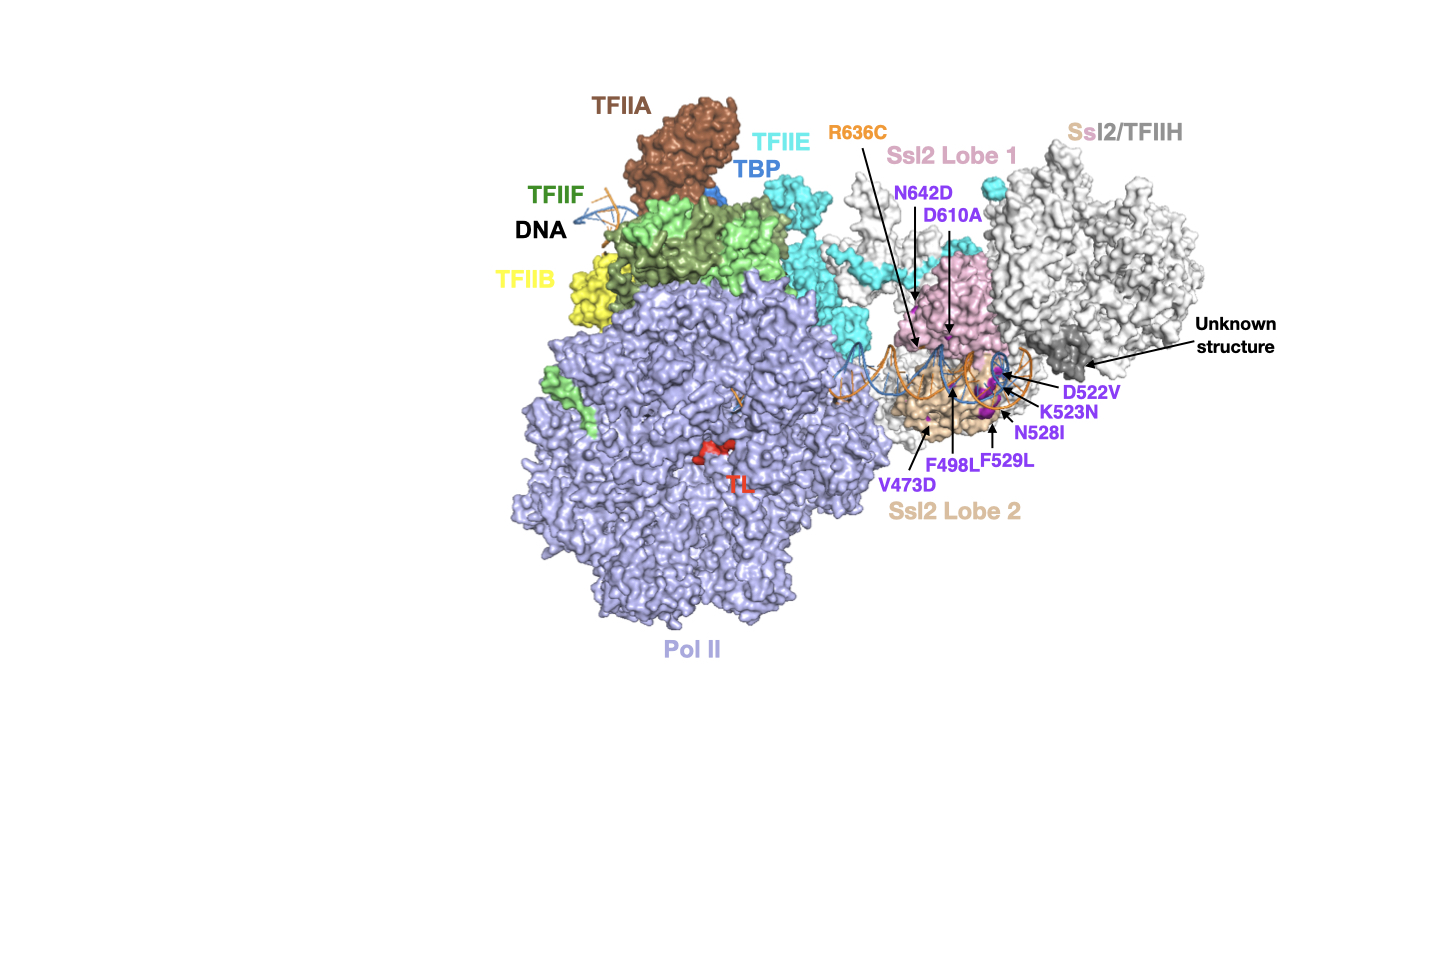 TFIIA
TFIIE
R636C
Ssl2/TFIIH
Ssl2 Lobe 1
TBP
TFIIF
N642D
D610A
DNA
TFIIB
Unknown
structure
D522V
K523N
N528I
F498L
F529L
V473D
TL
Ssl2 Lobe 2
Pol II